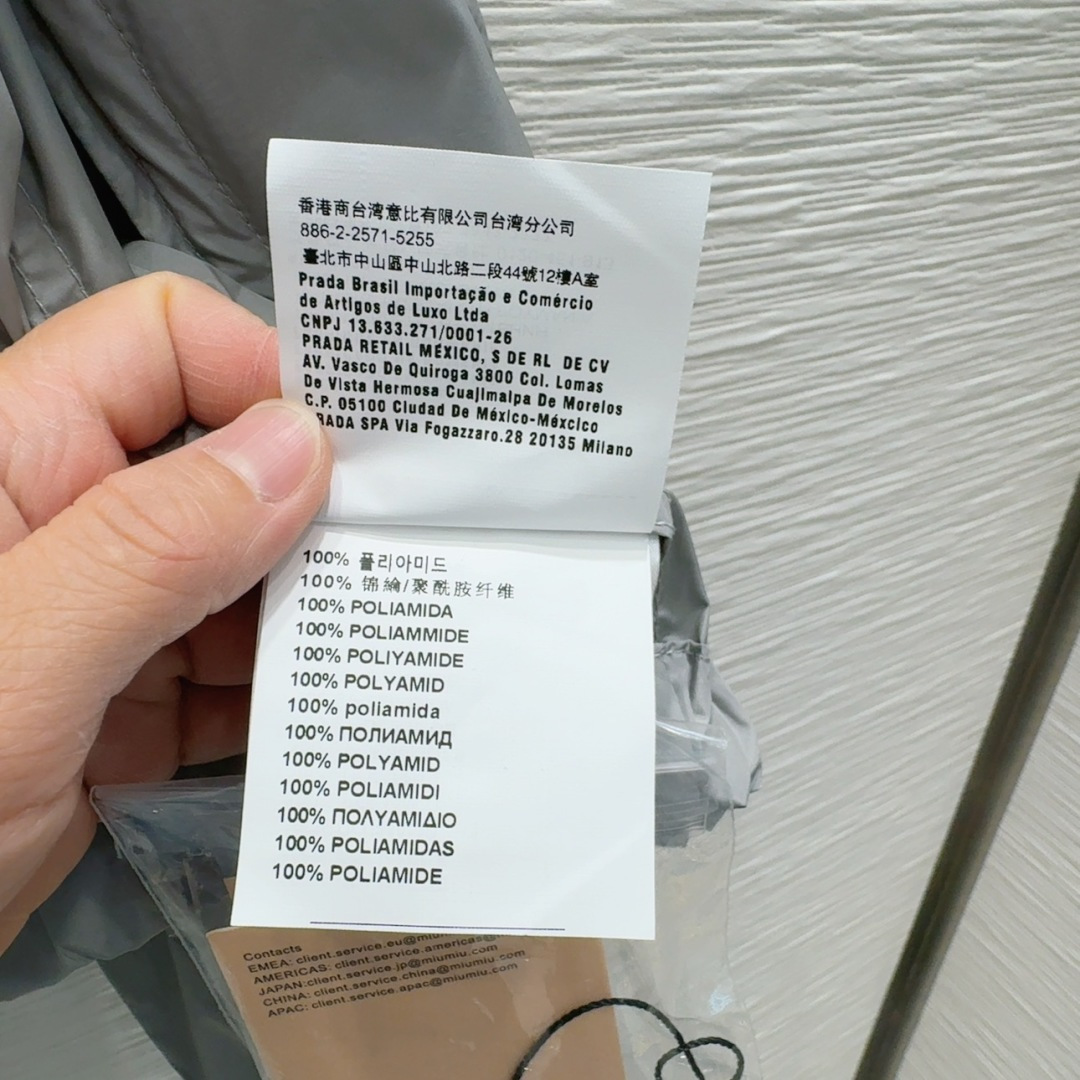 香港商台湾意比有限公司台湾分公司
886-2-2571-5255
臺北市中山區中山北路二段44號12樓A室
Prada Brasil Importação e Comércio
de Artigos de Luxo Ltda
CNPJ 13.633.271/0001-26
PRADA RETAIL MÉXICO, S DE RL DE CV
AV. Vasco De Quiroga 3800 Col. Lomas
De Vista Hermosa Cuajimalpa De Morelos
C.P. 05100 Ciudad De México-Méxcico
RADA SPA Via Fogazzaro.28 20135 Milano
100% 폴리아미드
100% 锦綸/聚酰胺纤维
100% POLIAMIDA
100% POLIAMMIDE
100% POLIYAMIDE
100% POLYAMID
100% poliamida
100% ПОЛИАМИД
100% POLYAMID
100% POLIAMIDI
100% ΠΟΛΥΑΜΙΔΙΟ
100% POLIAMIDAS
100% POLIAMIDE
Contacts
EMEA: client.service.eu@miumiu.com
AMERICAS: client.service.americas@
JAPAN:client.service.jp@miumiu.com
CHINA: client.service.china@miumiu.com
APAC: client.service.apac@miumiu.com